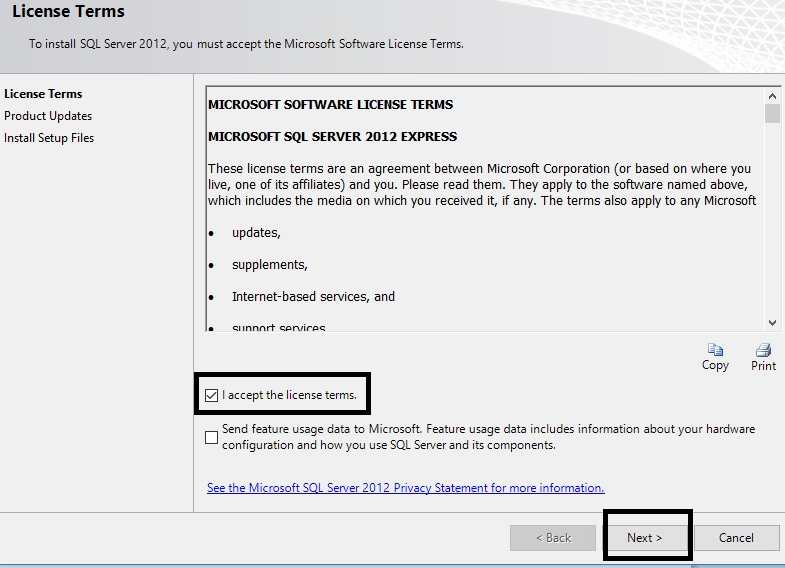 License Terms
To install SQL Server 2012, you must accept the Microsoft Software License Terms.
License Terms
Product Updates
Install Setup Files
MICROSOFT SOFTWARE LICENSE TERMS
MICROSOFT SQL SERVER 2012 EXPRESS
These license terms are an agreement between Microsoft Corporation (or based on where you
live, one of its affiliates) and you. Please read them. They apply to the software named above,
which includes the media on which you received it, if any. The terms also apply to any Microsoft
• updates,
• supplements,
• Internet-based services, and
• support services
Copy
Print
I accept the license terms.
Send feature usage data to Microsoft. Feature usage data includes information about your hardware
configuration and how you use SQL Server and its components.
See the Microsoft SQL Server 2012 Privacy Statement for more information.
< Back
Next >
Cancel